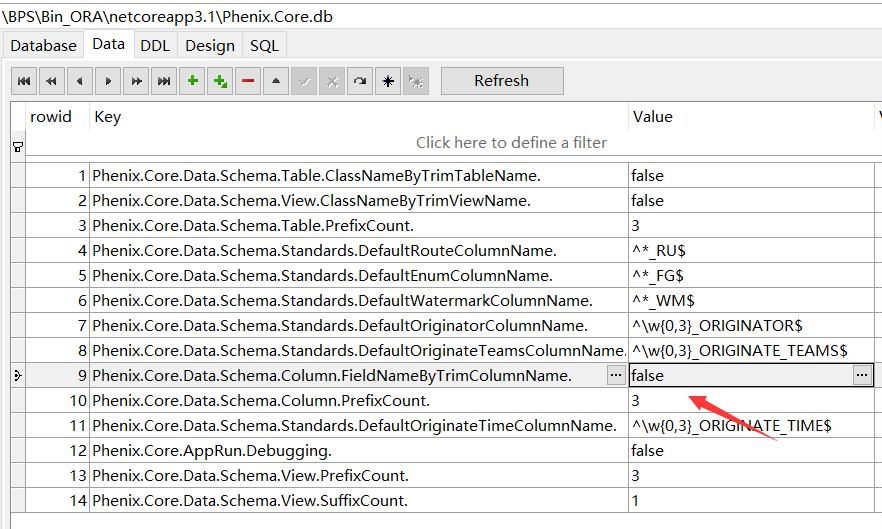 \BPS\Bin_ORA\netcoreapp3.1\Phenix.Core.db
Database Data DDL Design SQL
Refresh
rowid Key Value
Click here to define a filter
1 Phenix.Core.Data.Schema.Table.ClassNameByTrimTableName. false
2 Phenix.Core.Data.Schema.View.ClassNameByTrimViewName. false
3 Phenix.Core.Data.Schema.Table.PrefixCount. 3
4 Phenix.Core.Data.Schema.Standards.DefaultRouteColumnName. ^*_RU$
5 Phenix.Core.Data.Schema.Standards.DefaultEnumColumnName. ^*_FG$
6 Phenix.Core.Data.Schema.Standards.DefaultWatermarkColumnName. ^*_WM$
7 Phenix.Core.Data.Schema.Standards.DefaultOriginatorColumnName. ^\w{0,3}_ORIGINATOR$
8 Phenix.Core.Data.Schema.Standards.DefaultOriginateTeamsColumnName. ^\w{0,3}_ORIGINATE_TEAMS$
9 Phenix.Core.Data.Schema.Column.FieldNameByTrimColumnName. ... false ...
10 Phenix.Core.Data.Schema.Column.PrefixCount. 3
11 Phenix.Core.Data.Schema.Standards.DefaultOriginateTimeColumnName. ^\w{0,3}_ORIGINATE_TIME$
12 Phenix.Core.AppRun.Debugging. false
13 Phenix.Core.Data.Schema.View.PrefixCount. 3
14 Phenix.Core.Data.Schema.View.SuffixCount. 1